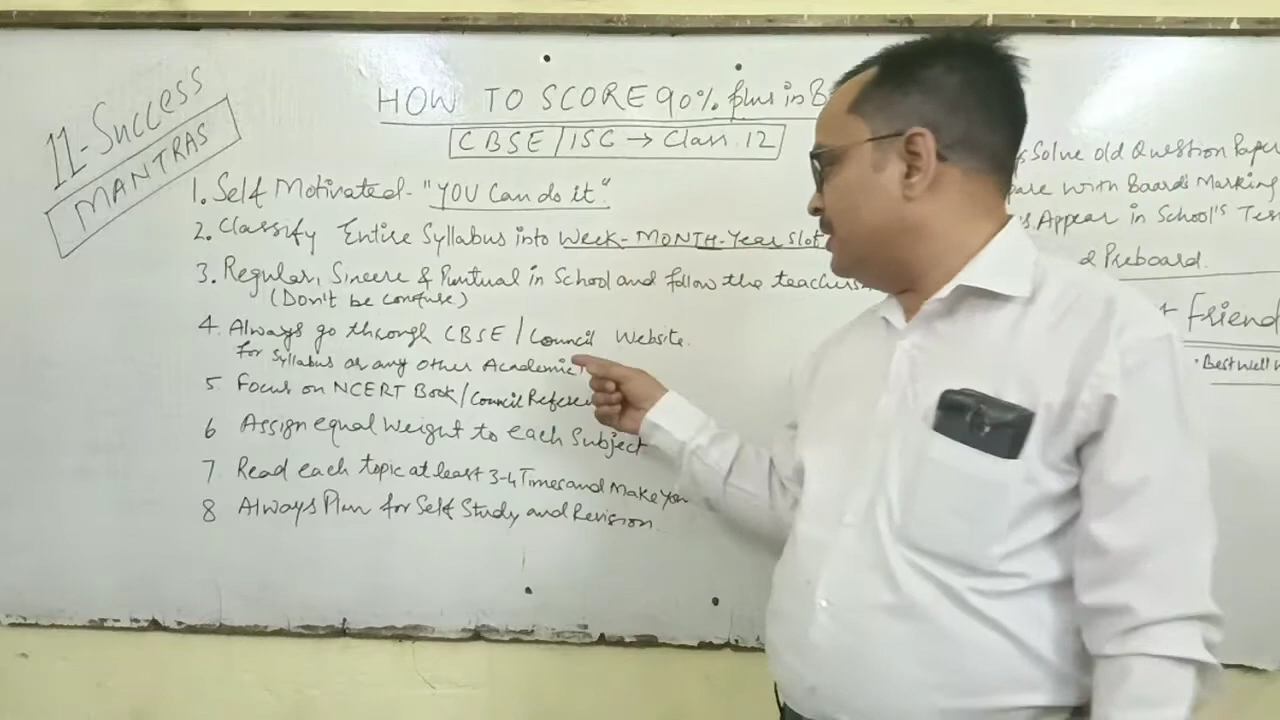 11-Success
MANTRAS
HOW TO SCORE 90% plus in B
CBSE/ISC → Class 12
1. Self Motivated- "YOU Can do it"
2. Classify Entire Syllabus into Week-MONTH-Year Slot
3. Regular, Sincere & Puntual in School and follow the teachers
(Don't be confuse)
4. Always go through CBSE/Council Website.
for Syllabus or any other Academic
5. Focus on NCERT Book/Council Refere
6 Assign equal weight to each Subject
7 Read each topic at least 3-4 Times and Make you
8 Always Plan for Self Study and Revision.
s Solve old Question Paper
pare with Board's Marking
's Appear in School's Test
& Preboard.
t friend
• Best well w